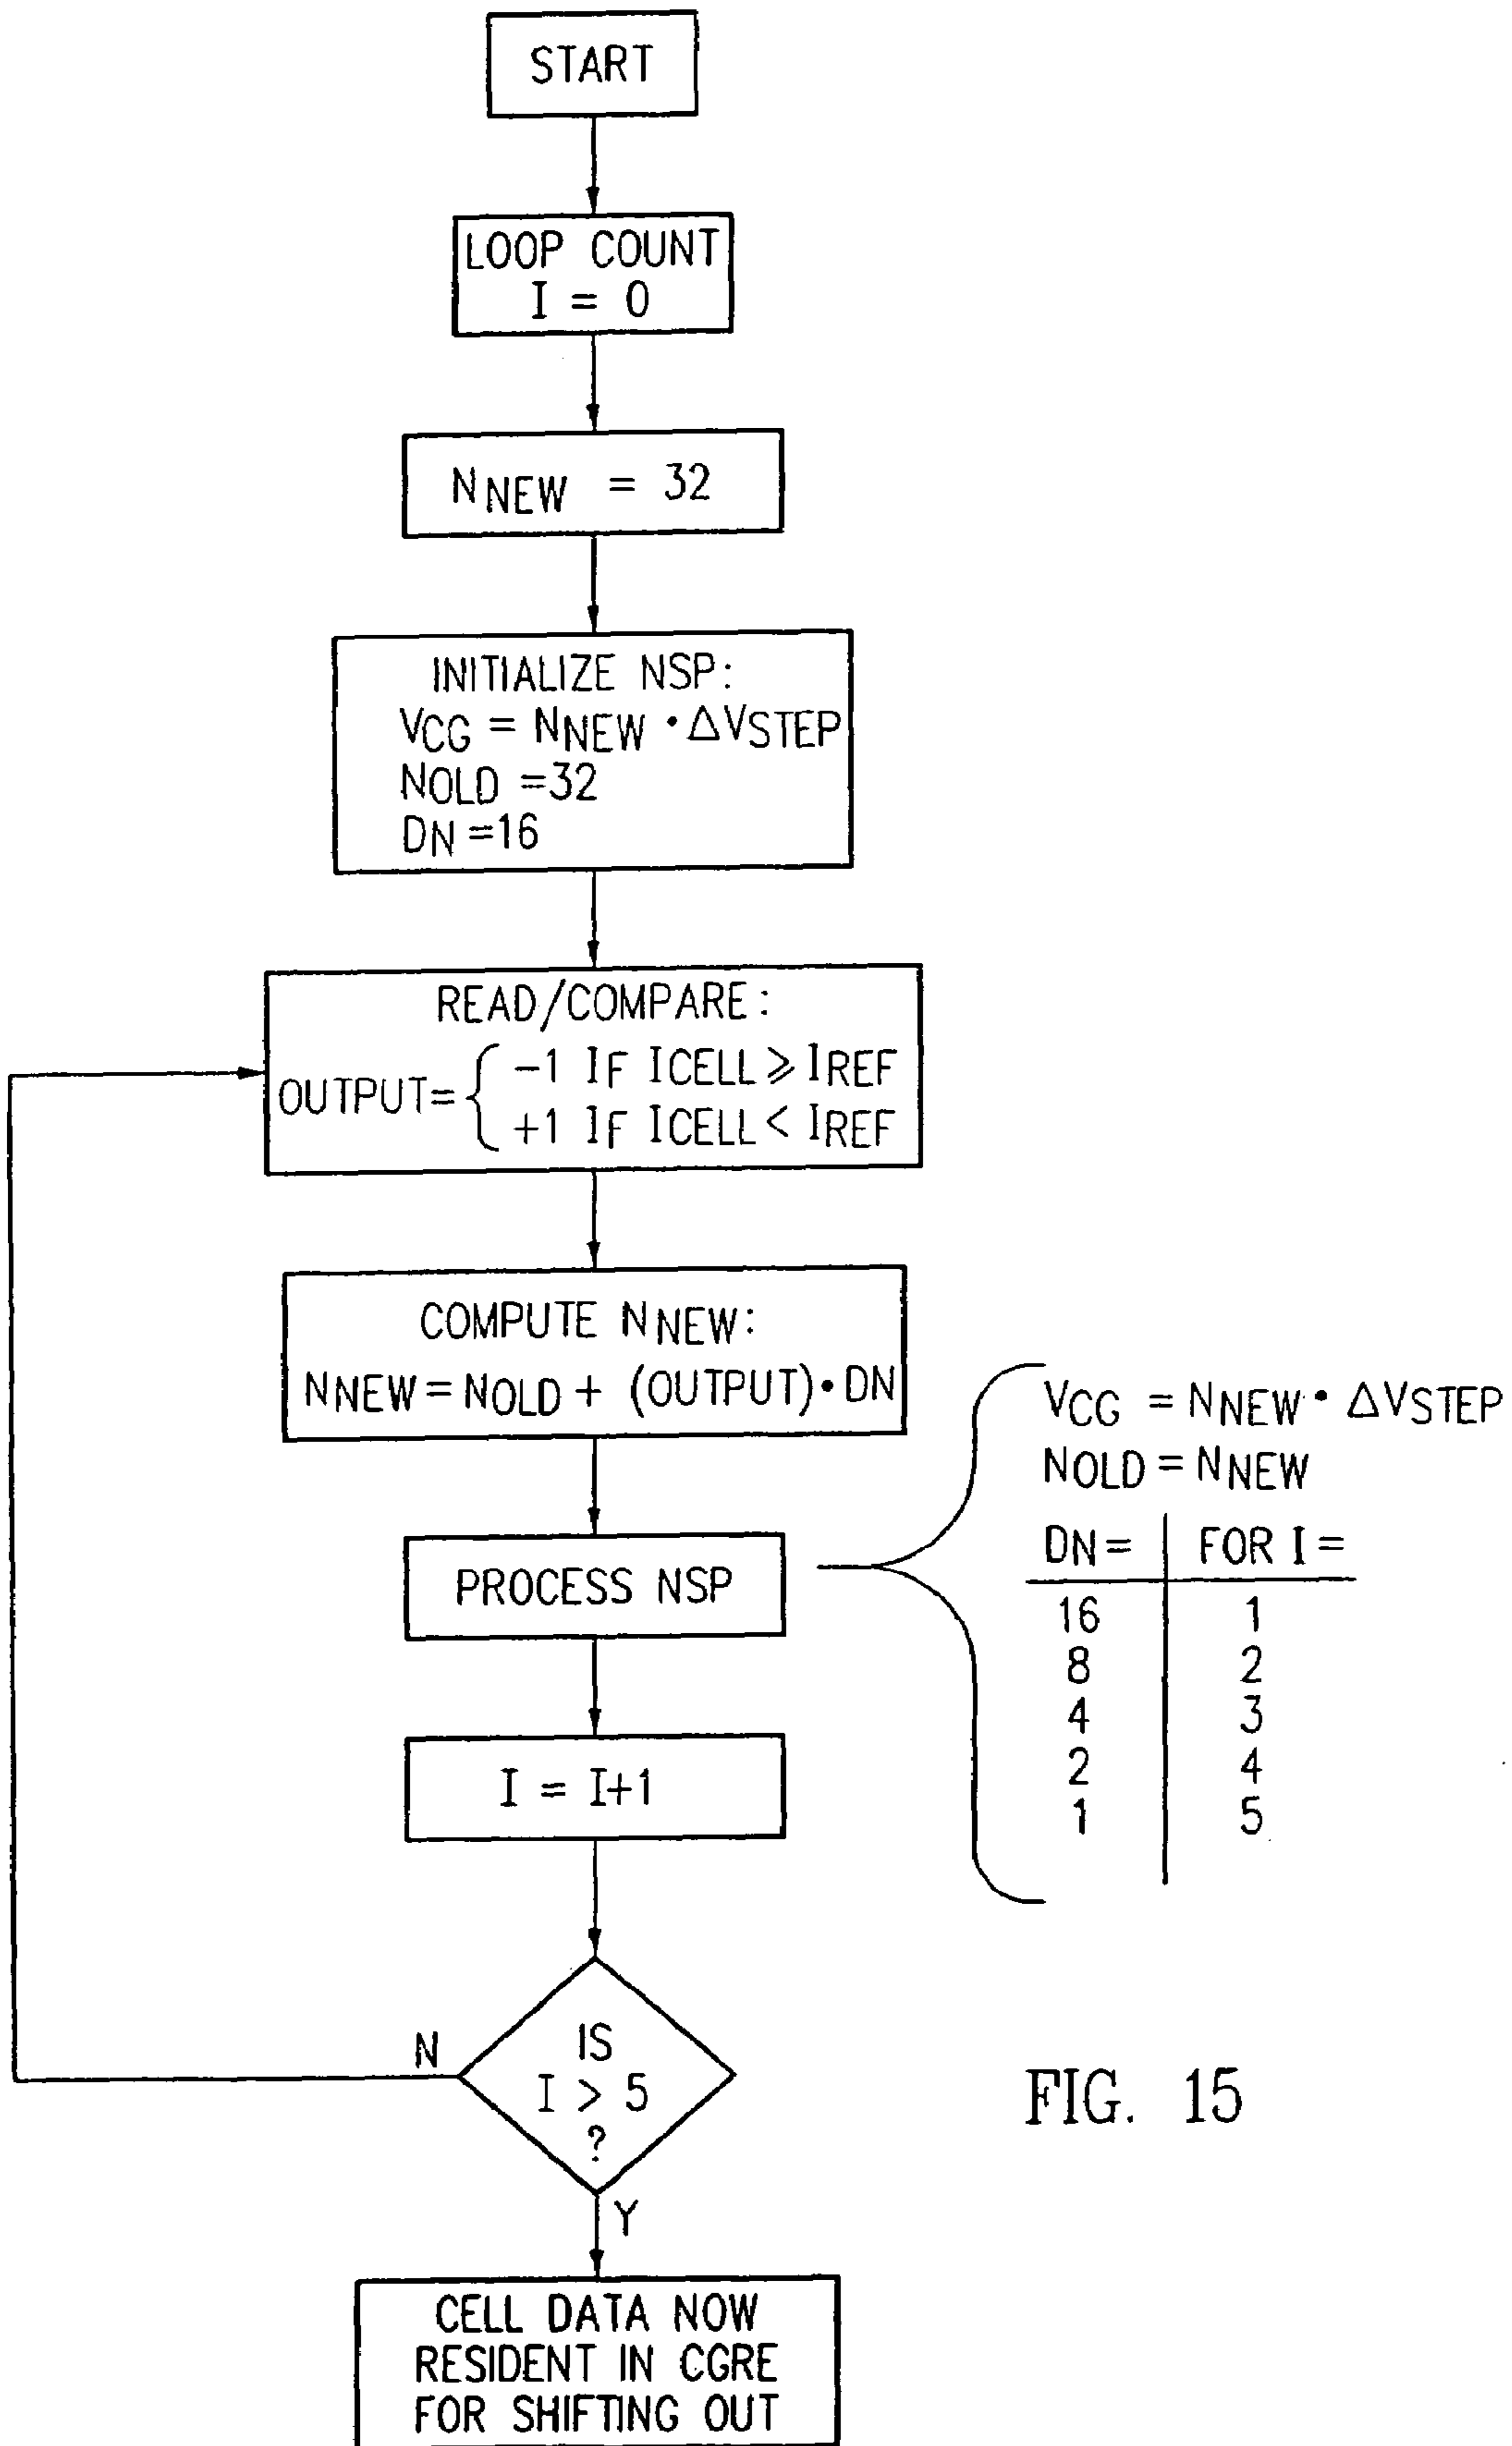 START
LOOP COUNT
I = 0
NNEW = 32
INITIALIZE NSP:
VCG = NNEW · ΔVSTEP
NOLD =32
DN =16
READ/COMPARE:
OUTPUT= { -1 IF ICELL ⩾ IREF
+1 IF ICELL < IREF
COMPUTE NNEW:
NNEW = NOLD + (OUTPUT)· DN
PROCESS NSP
VCG = NNEW · ΔVSTEP
NOLD = NNEW
DN = FOR I =
16 1
8 2
4 3
2 4
1 5
I = I+1
IS
I > 5
?
N
Y
FIG. 15
CELL DATA NOW
RESIDENT IN CGRE
FOR SHIFTING OUT